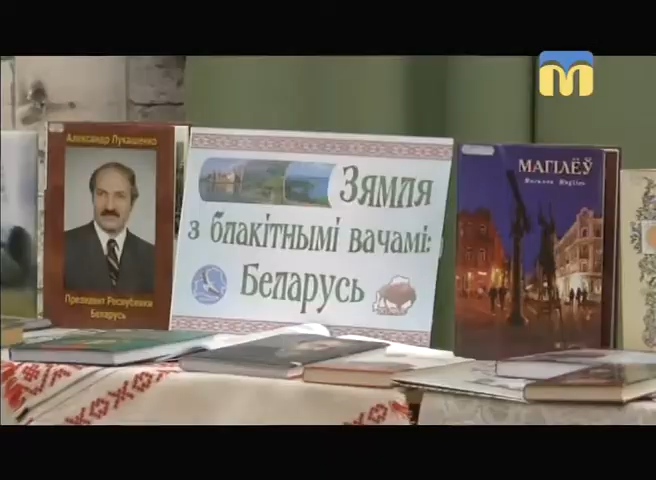 M
Александр Лукашенко
Президент Республики
Беларусь
Зямля
з блакітнымі вачамі:
Беларусь
МАГІЛЁЎ